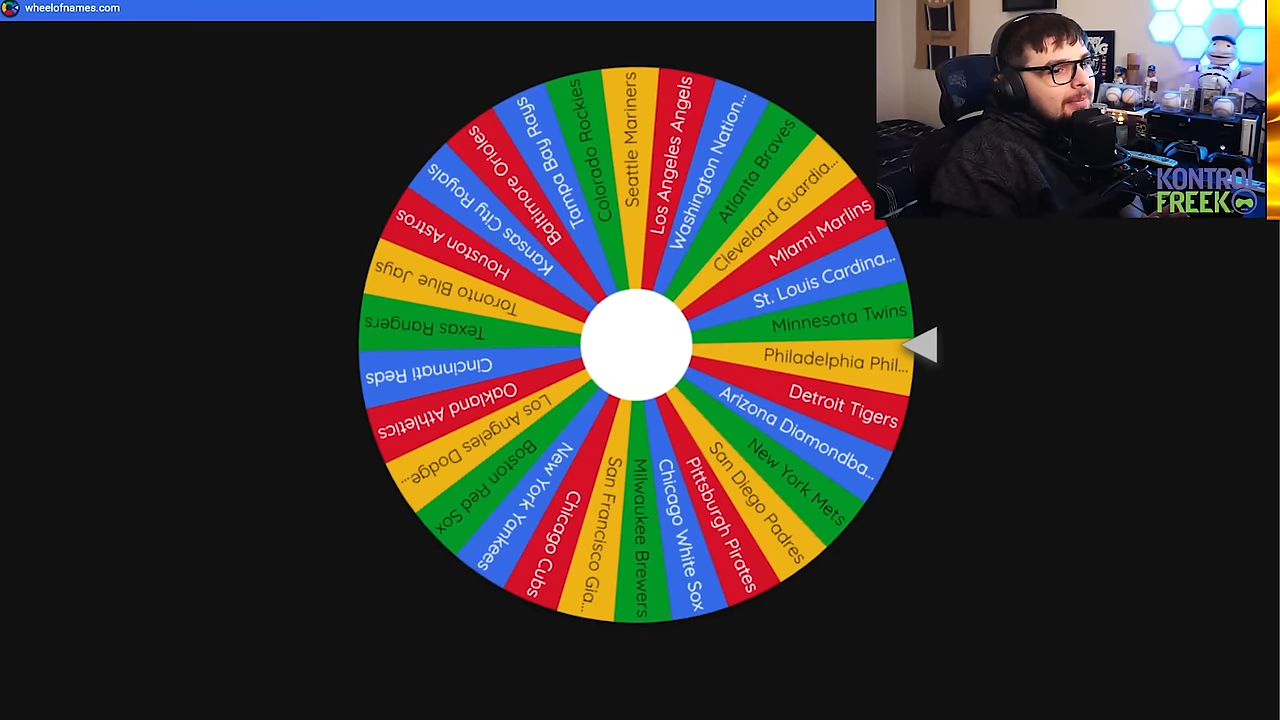 wheelofnames.com
Seattle Mariners
Los Angeles Angels
Washington Nation...
Atlanta Braves
Cleveland Guardia...
Miami Marlins
St. Louis Cardina...
Minnesota Twins
Philadelphia Phil...
Detroit Tigers
Arizona Diamondba...
New York Mets
San Diego Padres
Pittsburgh Pirates
Chicago White Sox
Milwaukee Brewers
San Francisco Gia...
Chicago Cubs
New York Yankees
Boston Red Sox
Los Angeles Dodge...
Oakland Athletics
Cincinnati Reds
Texas Rangers
Toronto Blue Jays
Houston Astros
Kansas City Royals
Baltimore Orioles
Tampa Bay Rays
Colorado Rockies
KONTROL
FREEK